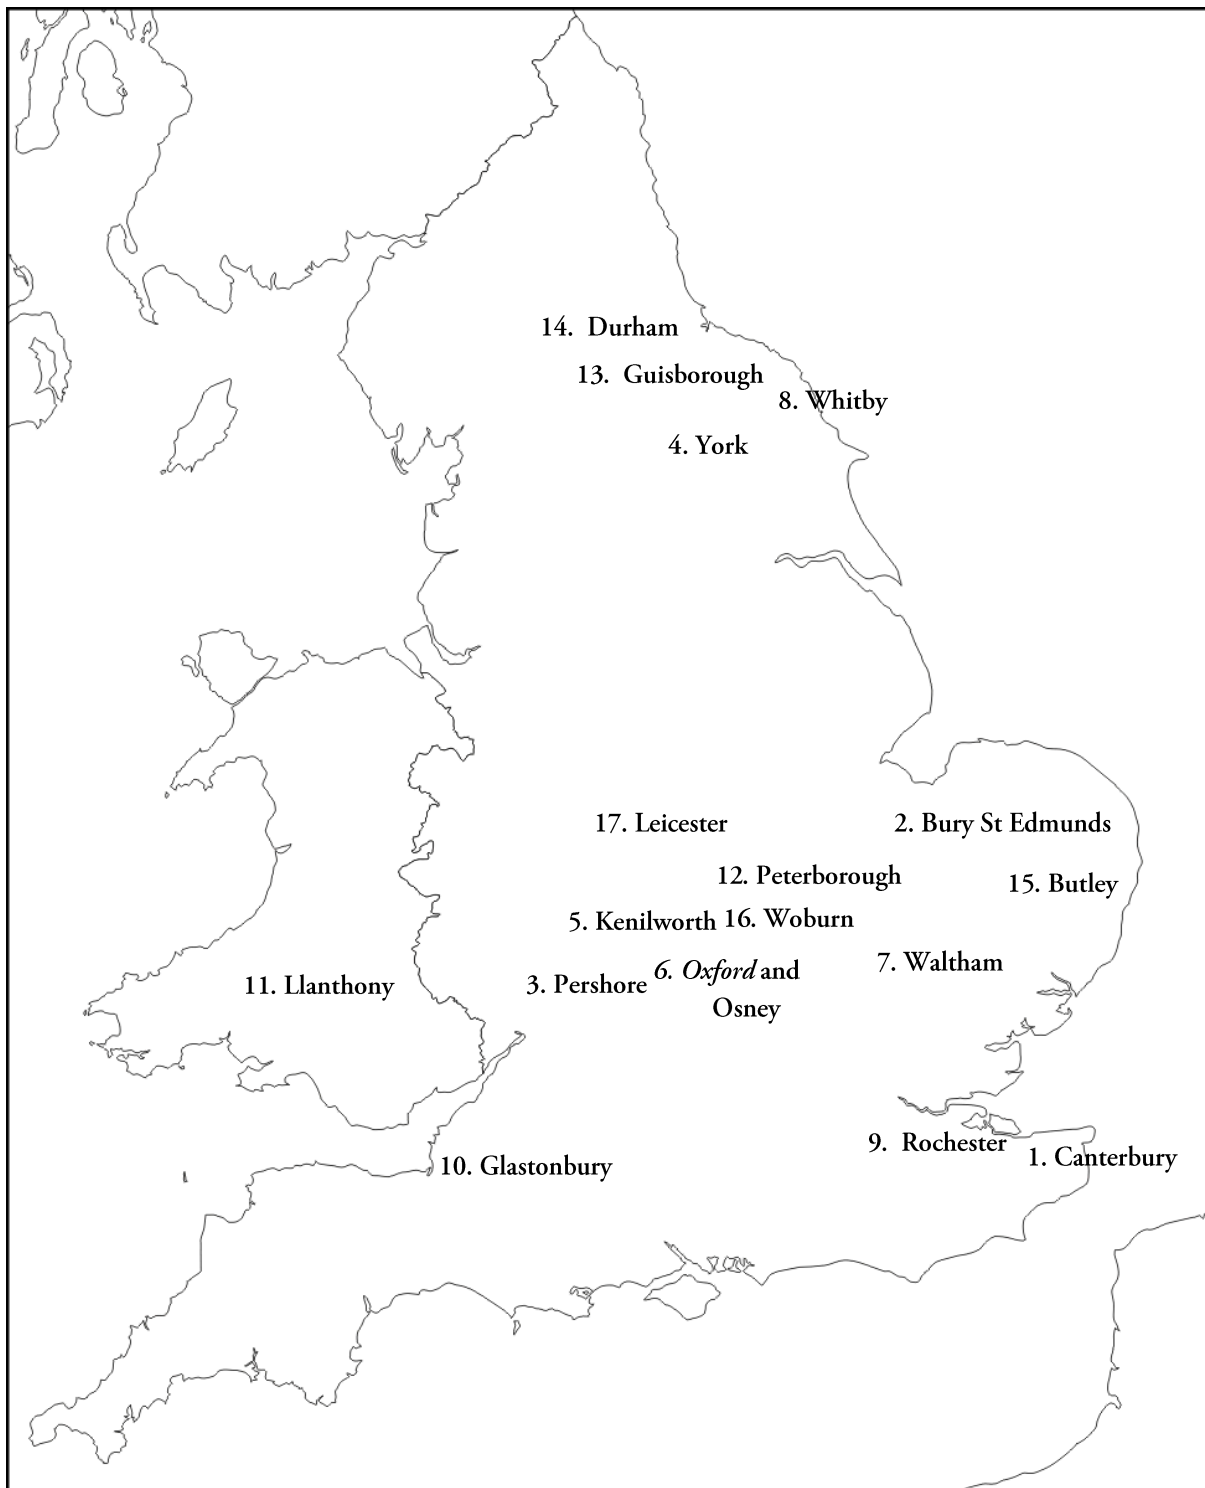 14. Durham
13. Guisborough
8. Whitby
4. York
17. Leicester
2. Bury St Edmunds
12. Peterborough
15. Butley
5. Kenilworth
16. Woburn
7. Waltham
11. Llanthony
3. Pershore
6. Oxford and
Osney
9. Rochester
1. Canterbury
10. Glastonbury